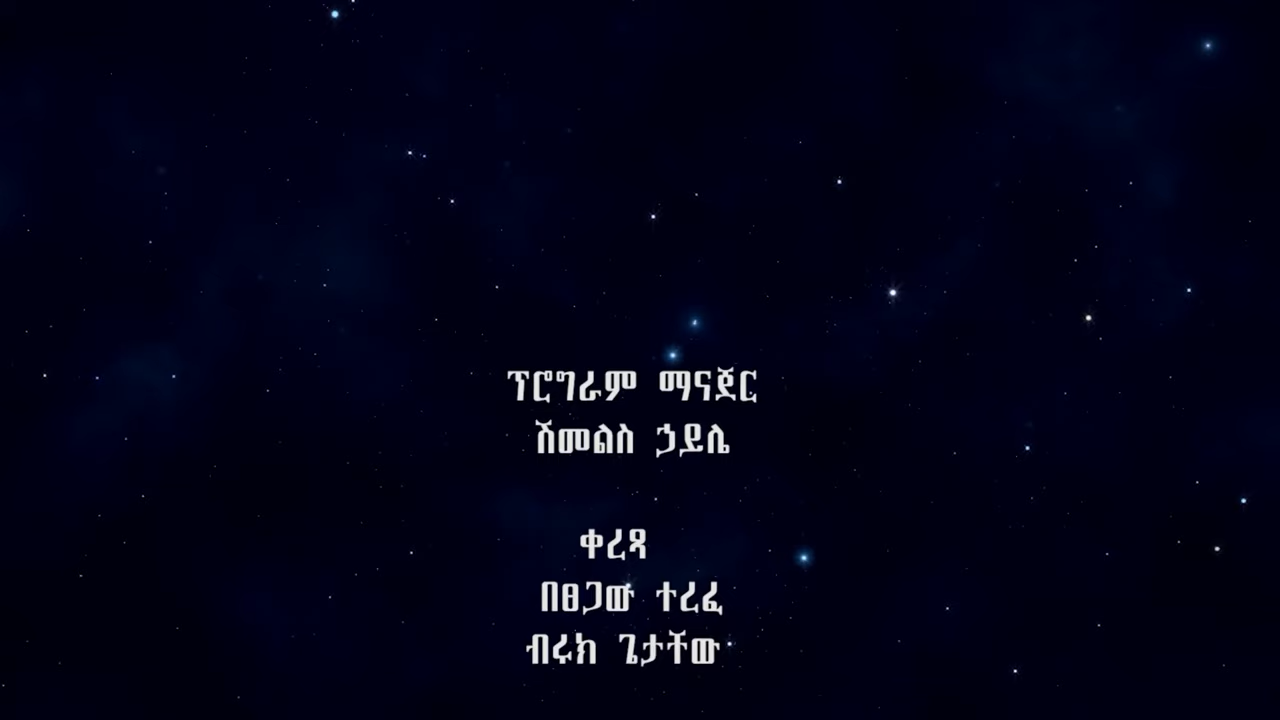 ፕሮግራም ማናጀር
ሽመልስ ኃይሌ
ቀረጻ
በፀጋው ተረፈ
ብሩክ ጌታቸው